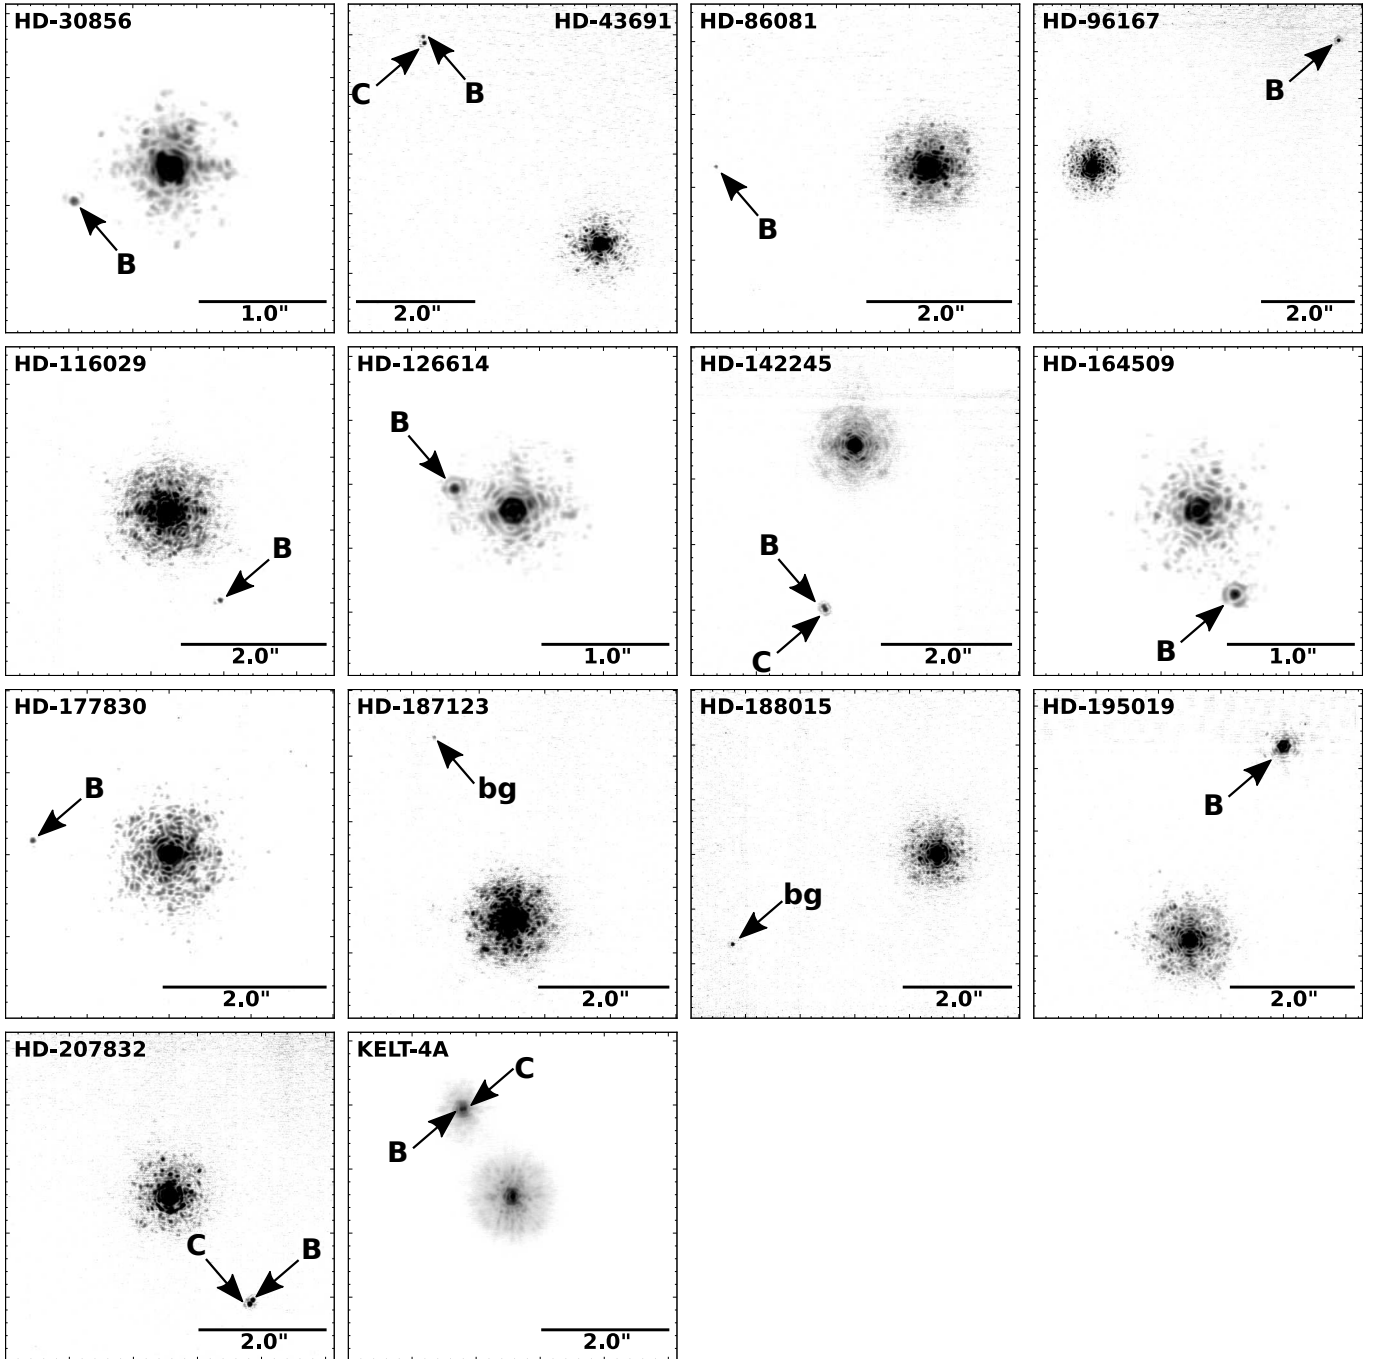 HD-30856
B
1.0"
HD-43691
C
B
2.0"
HD-86081
B
2.0"
HD-96167
B
2.0"
HD-116029
B
2.0"
HD-126614
B
1.0"
HD-142245
B
C
2.0"
HD-164509
B
1.0"
HD-177830
B
2.0"
HD-187123
bg
2.0"
HD-188015
bg
2.0"
HD-195019
B
2.0"
HD-207832
C
B
2.0"
KELT-4A
C
B
2.0"